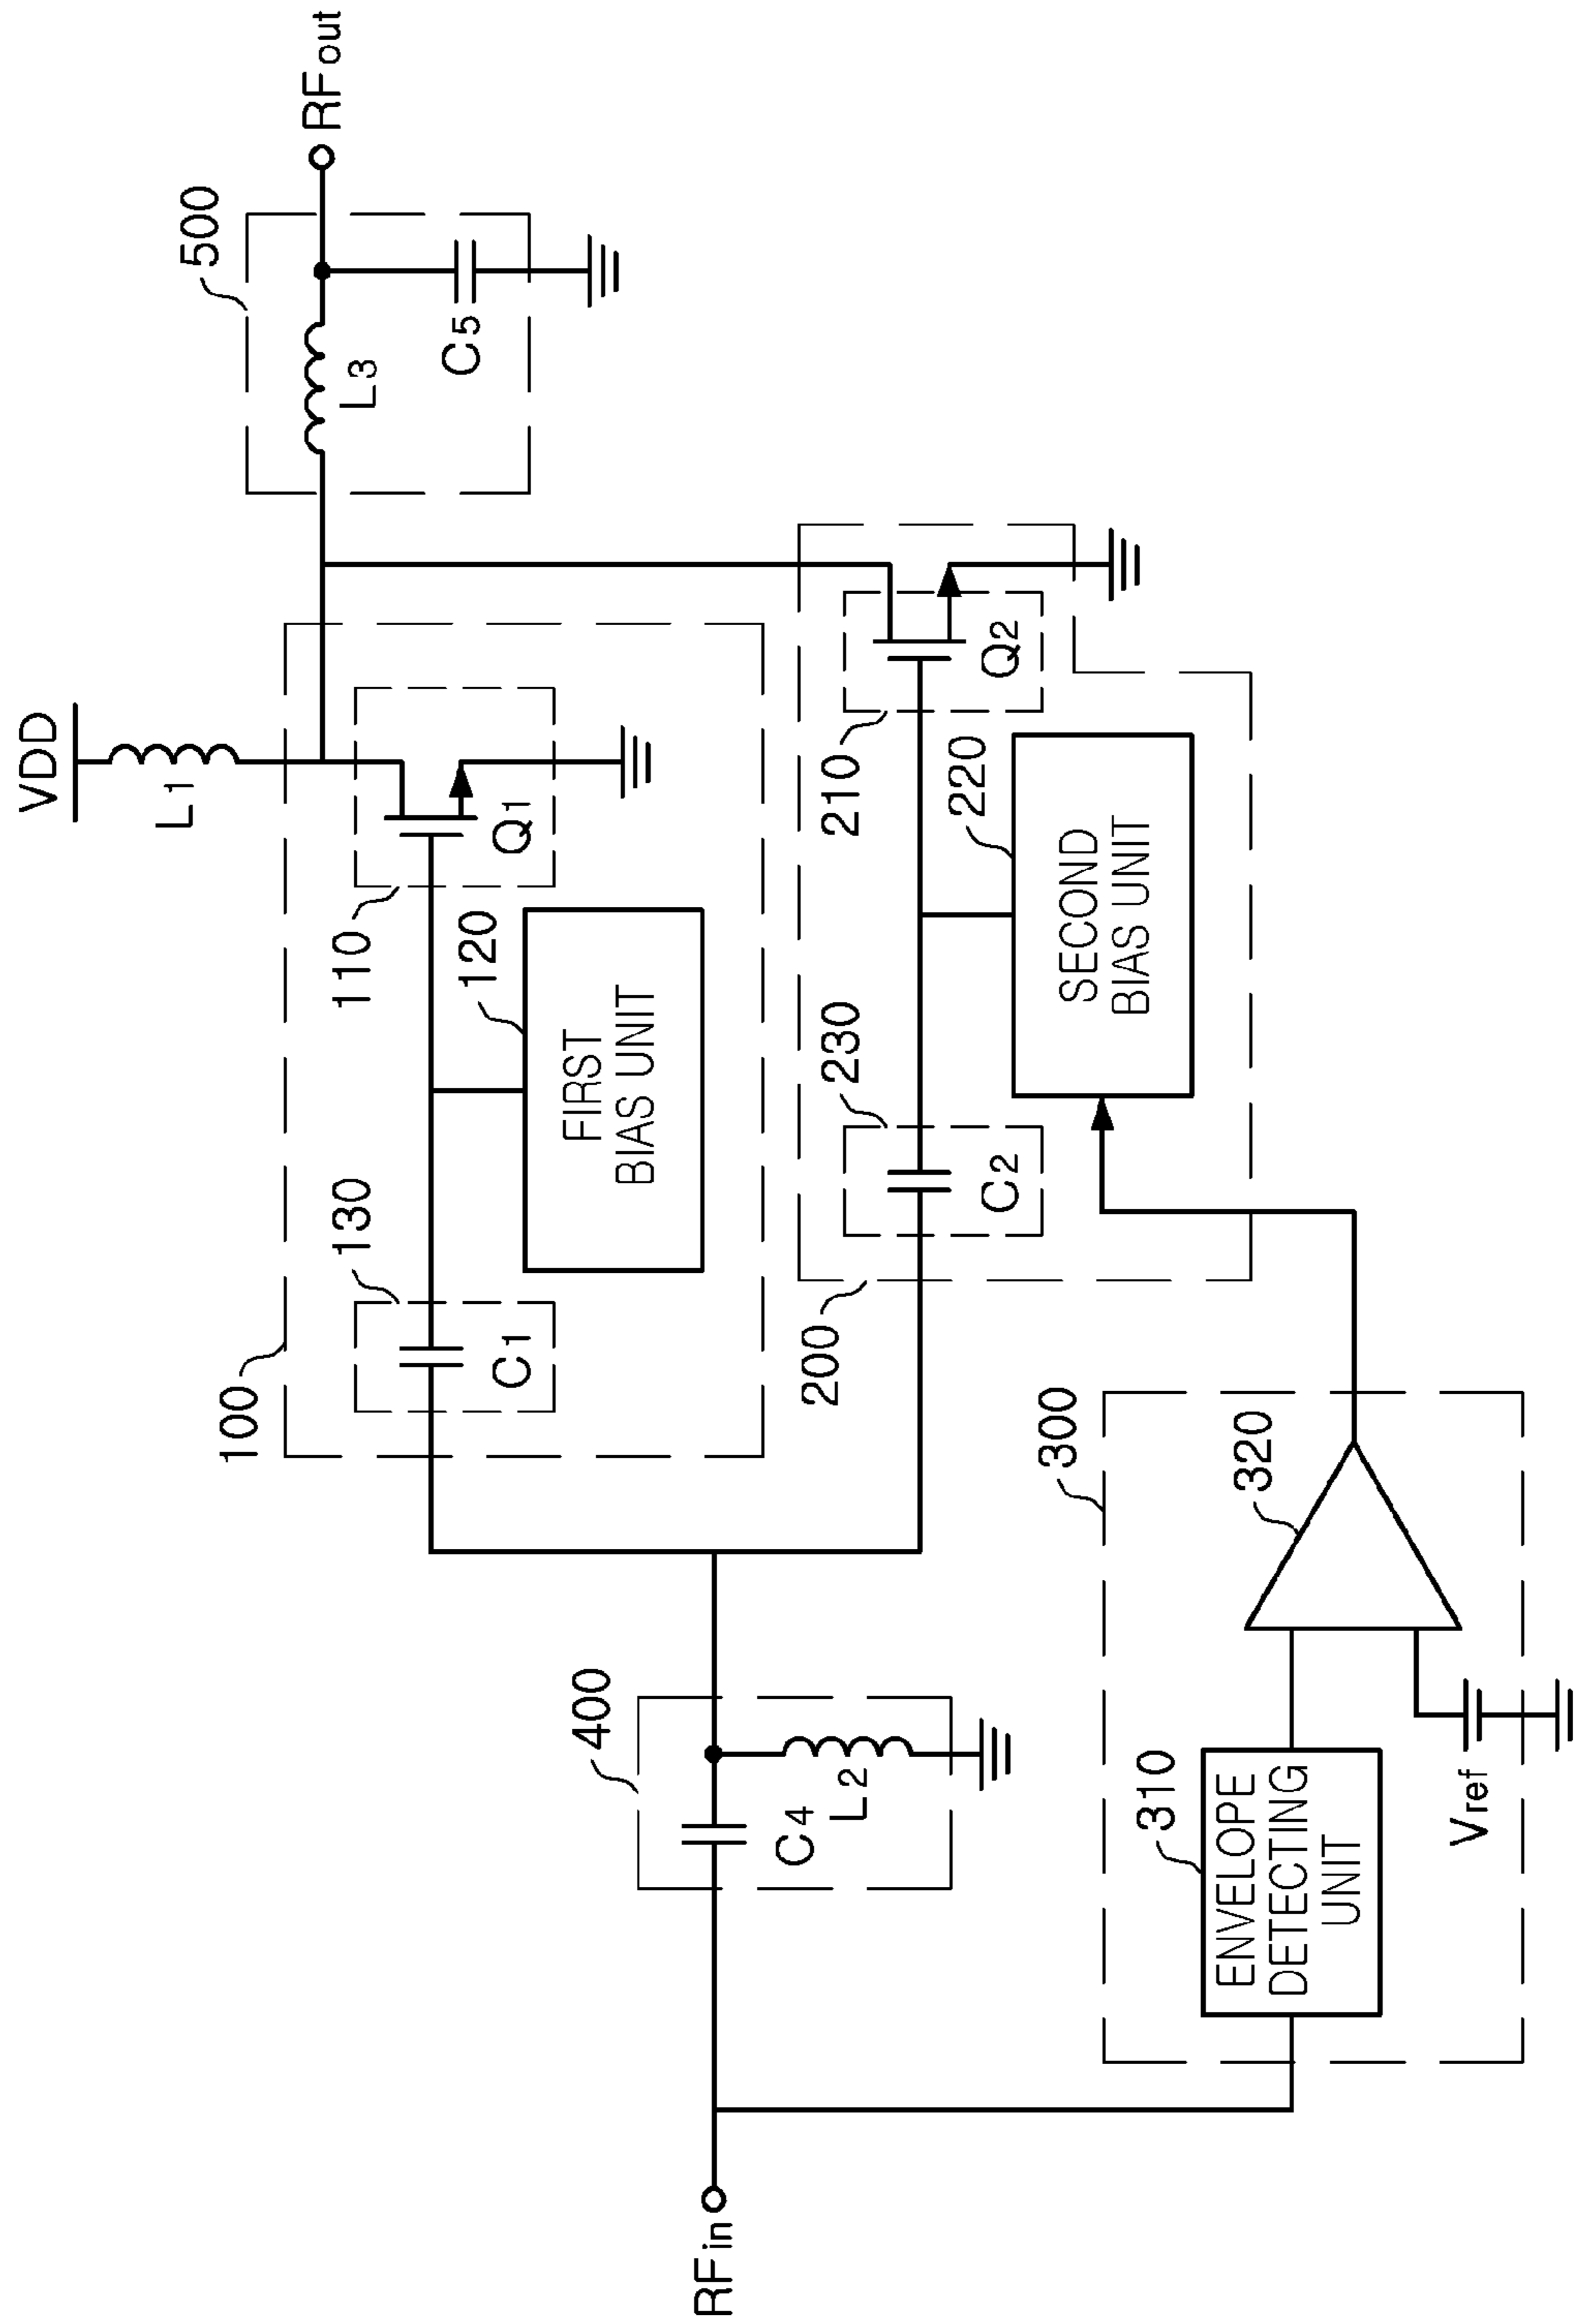 VDD
L1
500
RFout
L3
C5
100
130
C1
110
Q1
120
FIRST
BIAS UNIT
400
C4
L2
RFin
200
230
C2
210
Q2
220
SECOND
BIAS UNIT
300
310
ENVELOPE
DETECTING
UNIT
320
Vref